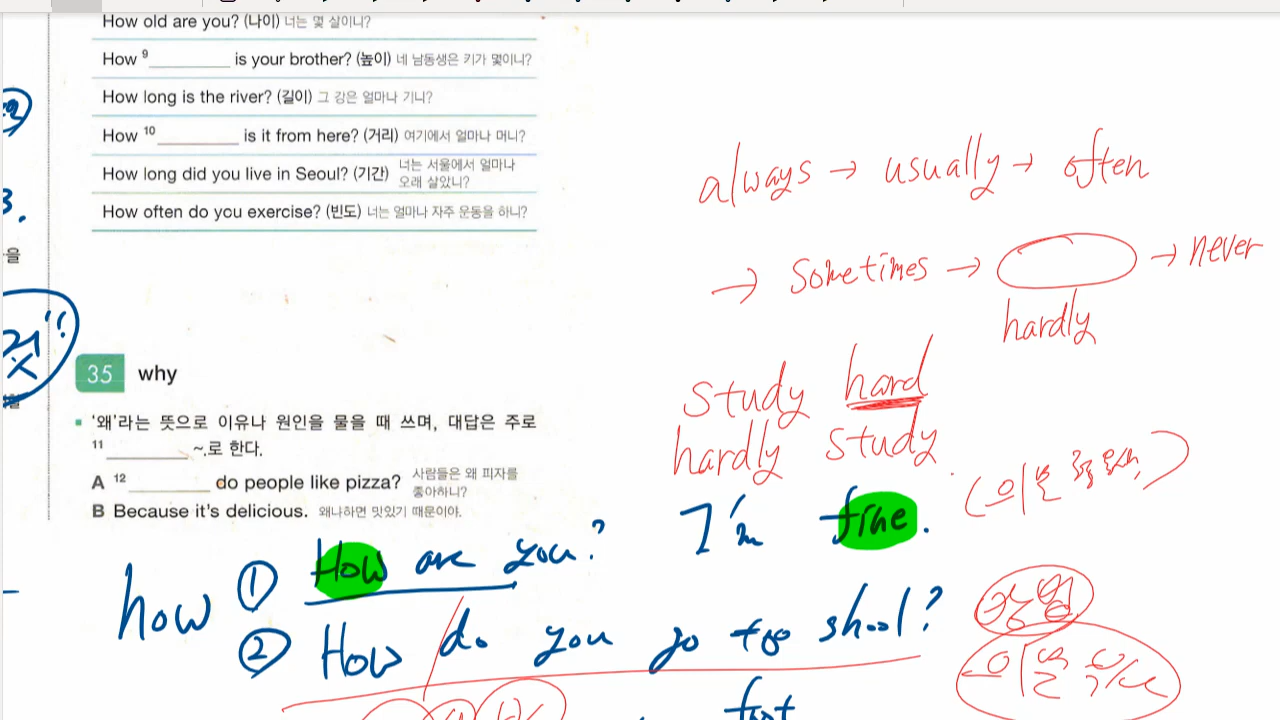 How old are you? (나이) 너는 몇 살이니?
How 9________ is your brother? (높이) 네 남동생은 키가 몇이니?
How long is the river? (길이) 그 강은 얼마나 기니?
How 10________ is it from here? (거리) 여기에서 얼마나 머니?
How long did you live in Seoul? (기간) 너는 서울에서 얼마나
오래 살았니?
How often do you exercise? (빈도) 너는 얼마나 자주 운동을 하니?
3.
을
35 why
▪ '왜'라는 뜻으로 이유나 원인을 물을 때 쓰며, 대답은 주로
11________ ~.로 한다.
A 12________ do people like pizza? 사람들은 왜 피자를
좋아하니?
B Because it's delicious. 왜냐하면 맛있기 때문이야.
always → usually → often
→ sometimes → → never
hardly
study hard
hardly study
I'm fine.
how ① How are you?
② How do you go to shool?
의문
foot